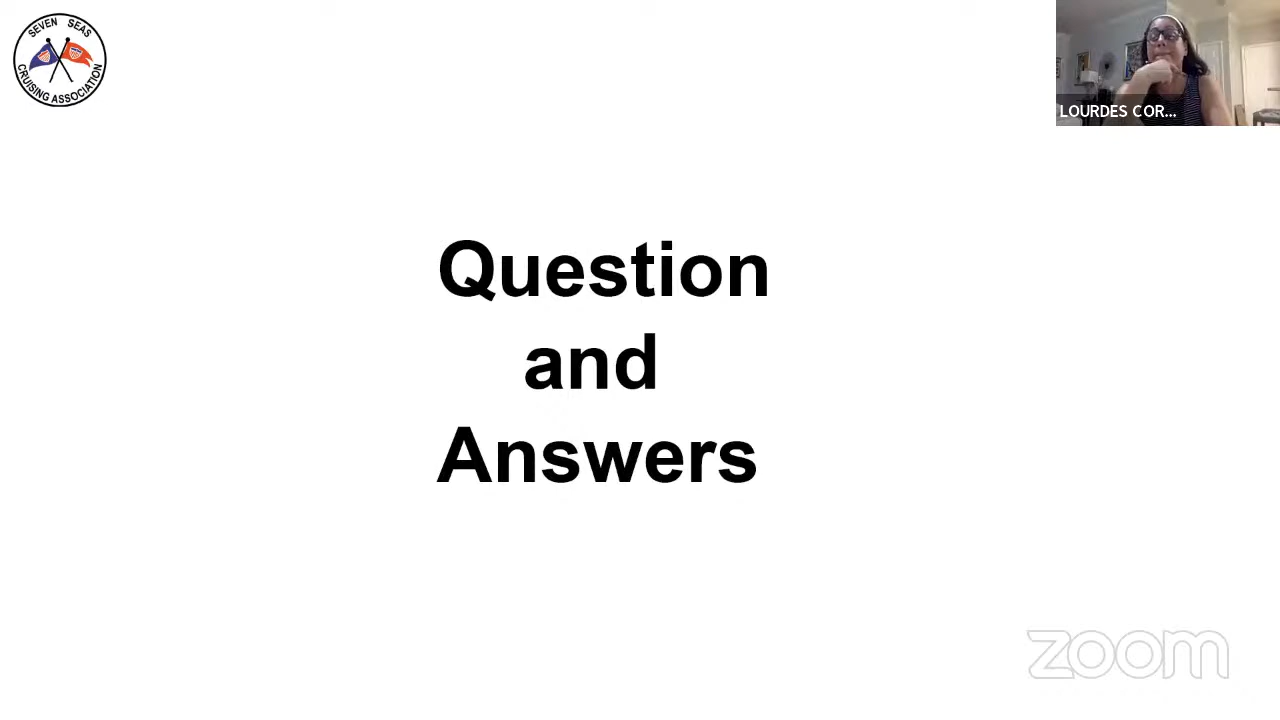 SEVEN SEAS
CRUISING ASSOCIATION
LOURDES COR...
Question
and
Answers
zoom